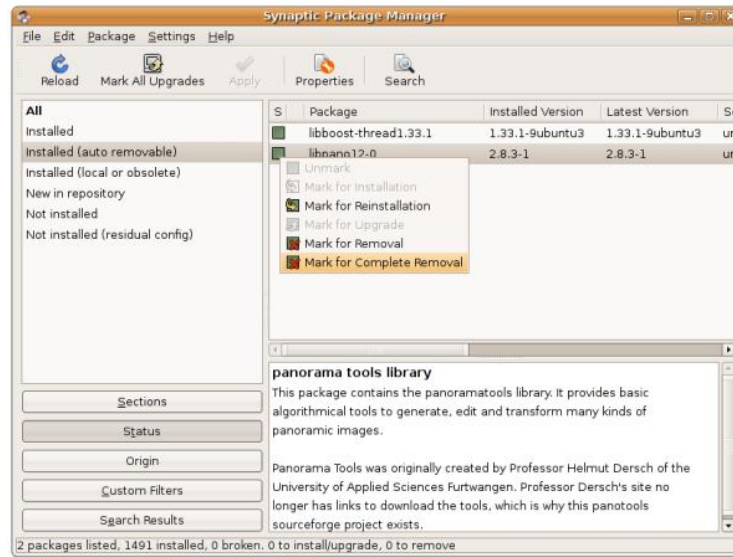 Synaptic Package Manager
File Edit Package Settings Help
Reload Mark All Upgrades Apply Properties Search
All
Installed
Installed (auto removable)
Installed (local or obsolete)
New in repository
Not installed
Not installed (residual config)
Sections
Status
Origin
Custom Filters
Search Results
S Package Installed Version Latest Version
libboost-thread1.33.1 1.33.1-9ubuntu3 1.33.1-9ubuntu3
libpano12-0 2.8.3-1 2.8.3-1
Unmark
Mark for Installation
Mark for Reinstallation
Mark for Upgrade
Mark for Removal
Mark for Complete Removal
panorama tools library
This package contains the panoramatools library. It provides basic
algorithmical tools to generate, edit and transform many kinds of
panoramic images.
Panorama Tools was originally created by Professor Helmut Dersch of the
University of Applied Sciences Furtwangen. Professor Dersch's site no
longer has links to download the tools, which is why this panotools
sourceforge project exists.
2 packages listed, 1491 installed, 0 broken. 0 to install/upgrade, 0 to remove